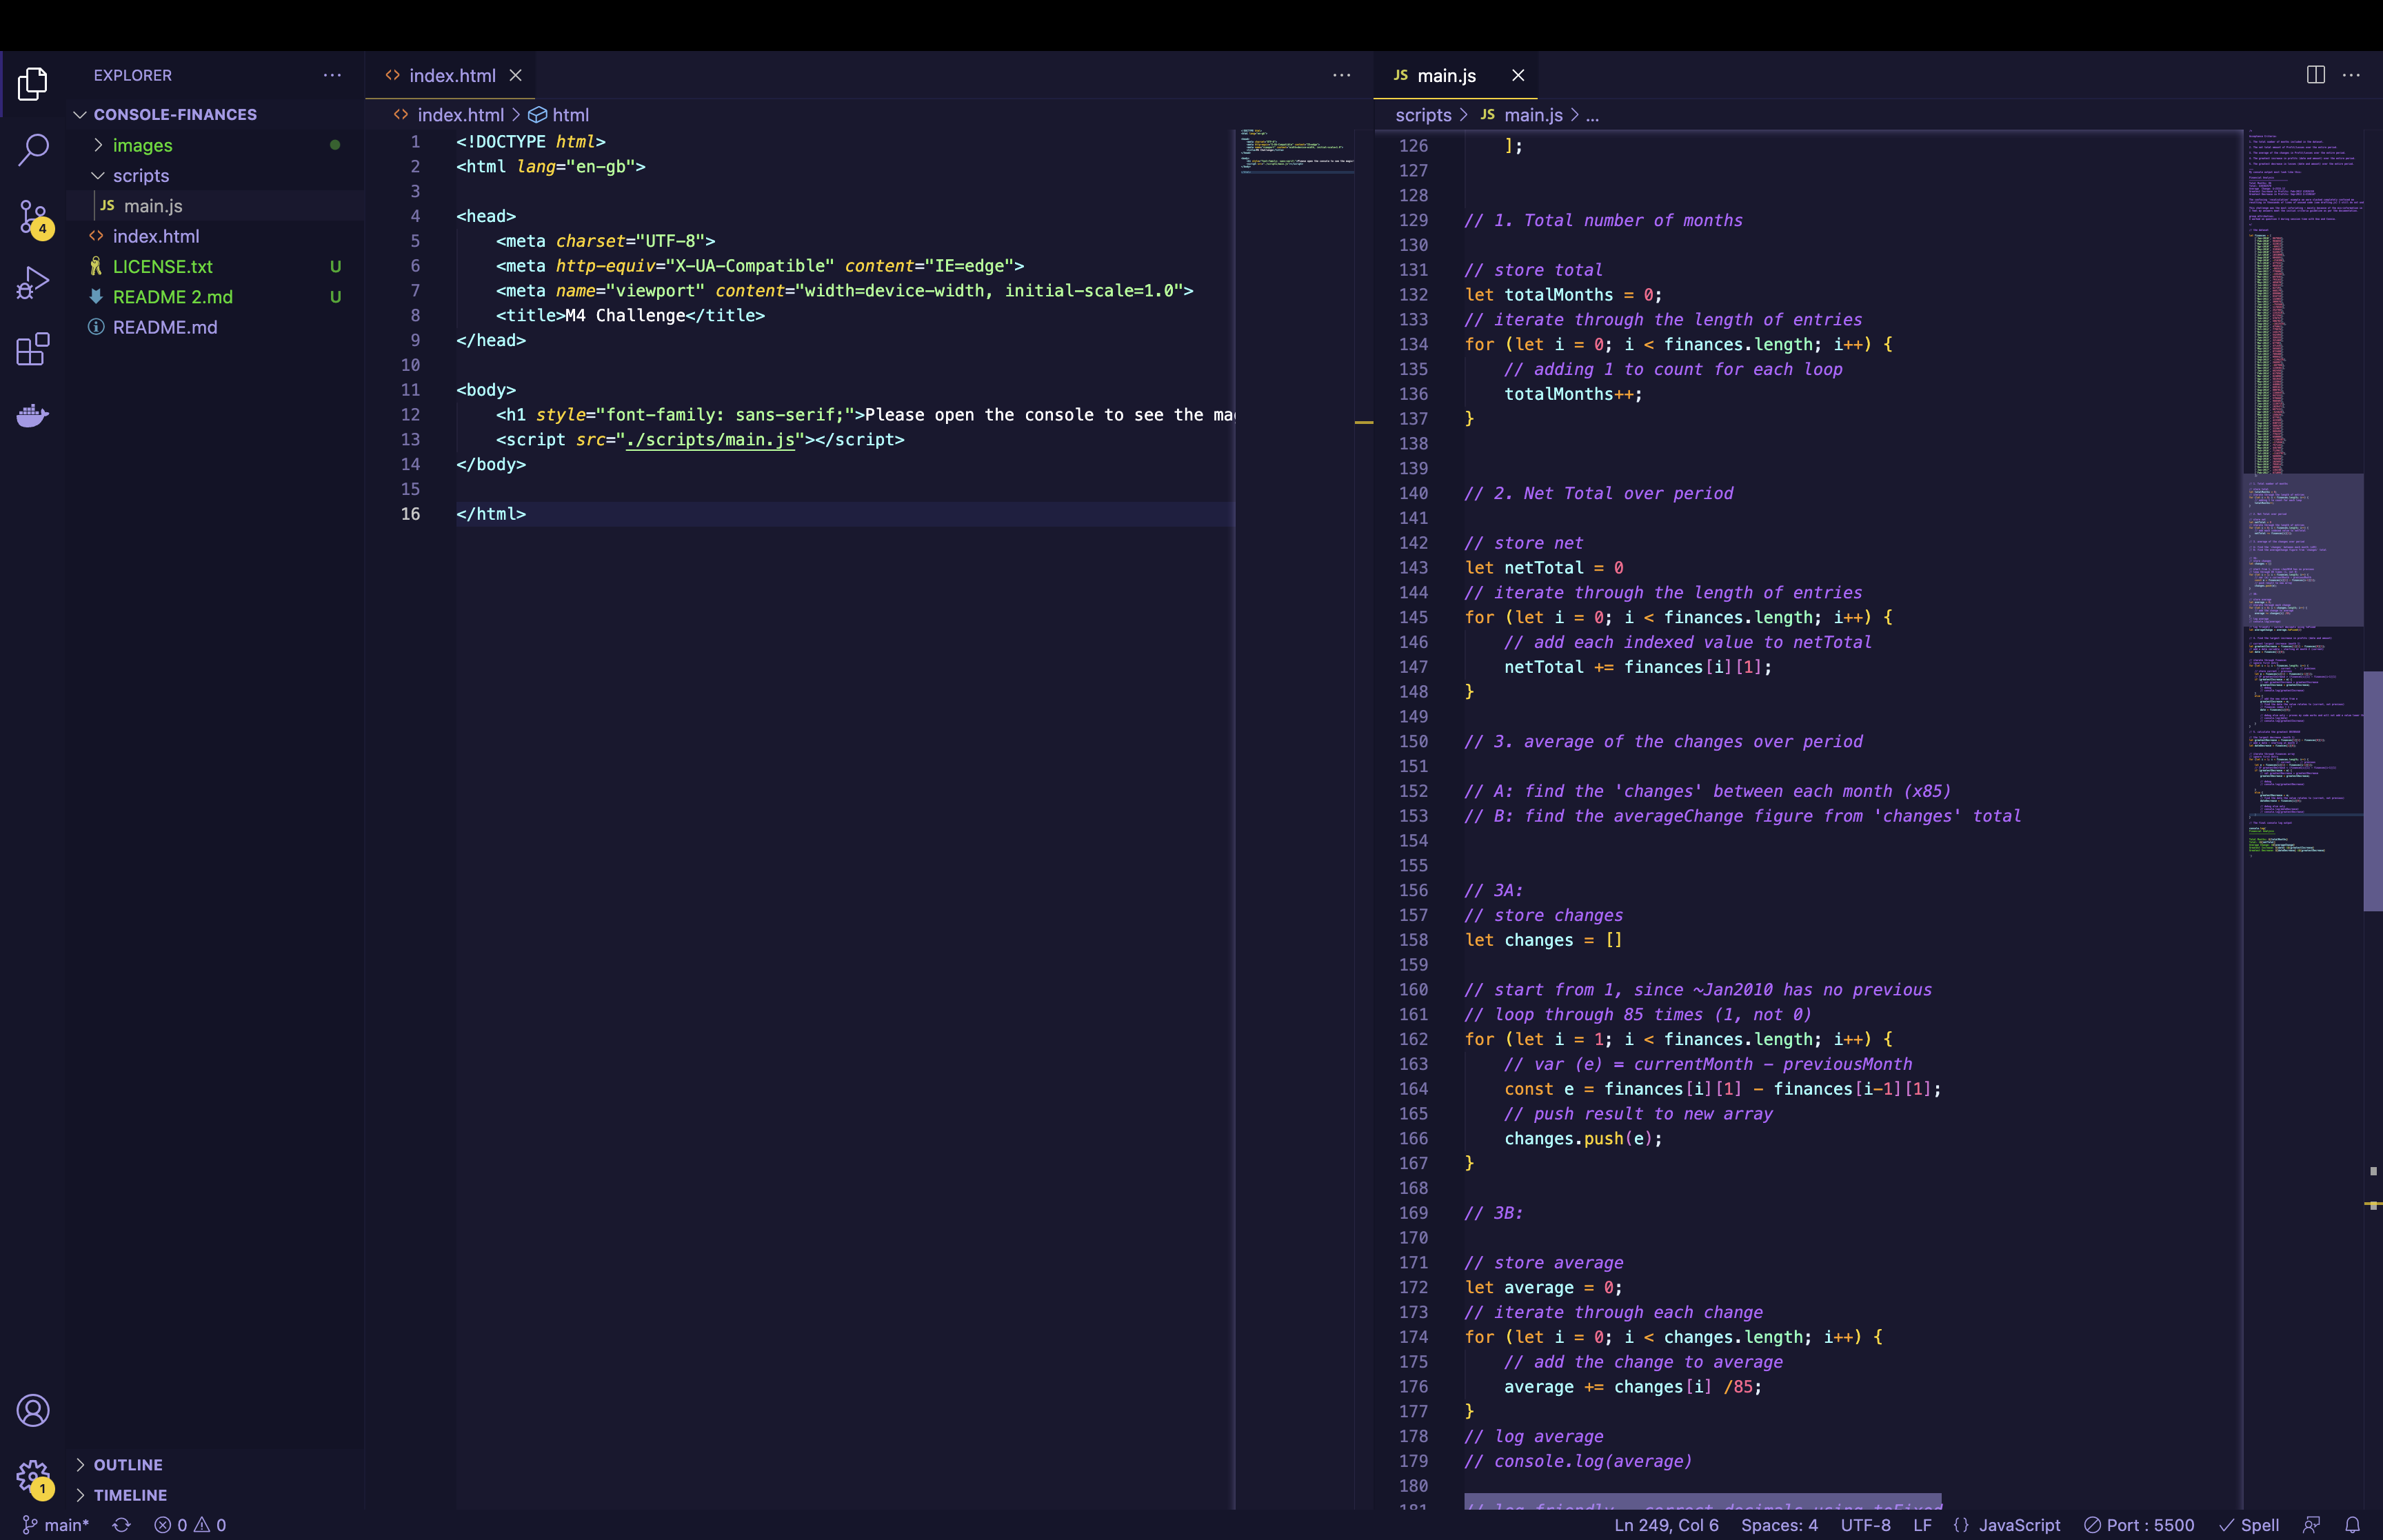 EXPLORER
CONSOLE-FINANCES
images
scripts
JS main.js
index.html
LICENSE.txt U
README 2.md U
README.md
OUTLINE
TIMELINE
4
1
index.html
index.html > html
1 <!DOCTYPE html>
2 <html lang="en-gb">
3
4 <head>
5     <meta charset="UTF-8">
6     <meta http-equiv="X-UA-Compatible" content="IE=edge">
7     <meta name="viewport" content="width=device-width, initial-scale=1.0">
8     <title>M4 Challenge</title>
9 </head>
10
11 <body>
12     <h1 style="font-family: sans-serif;">Please open the console to see the
13     <script src="./scripts/main.js"></script>
14 </body>
15
16 </html>
JS main.js
scripts > JS main.js > ...
126     ];
127
128
129 // 1. Total number of months
130
131 // store total
132 let totalMonths = 0;
133 // iterate through the length of entries
134 for (let i = 0; i < finances.length; i++) {
135     // adding 1 to count for each loop
136     totalMonths++;
137 }
138
139
140 // 2. Net Total over period
141
142 // store net
143 let netTotal = 0
144 // iterate through the length of entries
145 for (let i = 0; i < finances.length; i++) {
146     // add each indexed value to netTotal
147     netTotal += finances[i][1];
148 }
149
150 // 3. average of the changes over period
151
152 // A: find the 'changes' between each month (x85)
153 // B: find the averageChange figure from 'changes' total
154
155
156 // 3A:
157 // store changes
158 let changes = []
159
160 // start from 1, since ~Jan2010 has no previous
161 // loop through 85 times (1, not 0)
162 for (let i = 1; i < finances.length; i++) {
163     // var (e) = currentMonth - previousMonth
164     const e = finances[i][1] - finances[i-1][1];
165     // push result to new array
166     changes.push(e);
167 }
168
169 // 3B:
170
171 // store average
172 let average = 0;
173 // iterate through each change
174 for (let i = 0; i < changes.length; i++) {
175     // add the change to average
176     average += changes[i] /85;
177 }
178 // log average
179 // console.log(average)
180
main* 0 0
Ln 249, Col 6 Spaces: 4 UTF-8 LF {} JavaScript Port : 5500 Spell